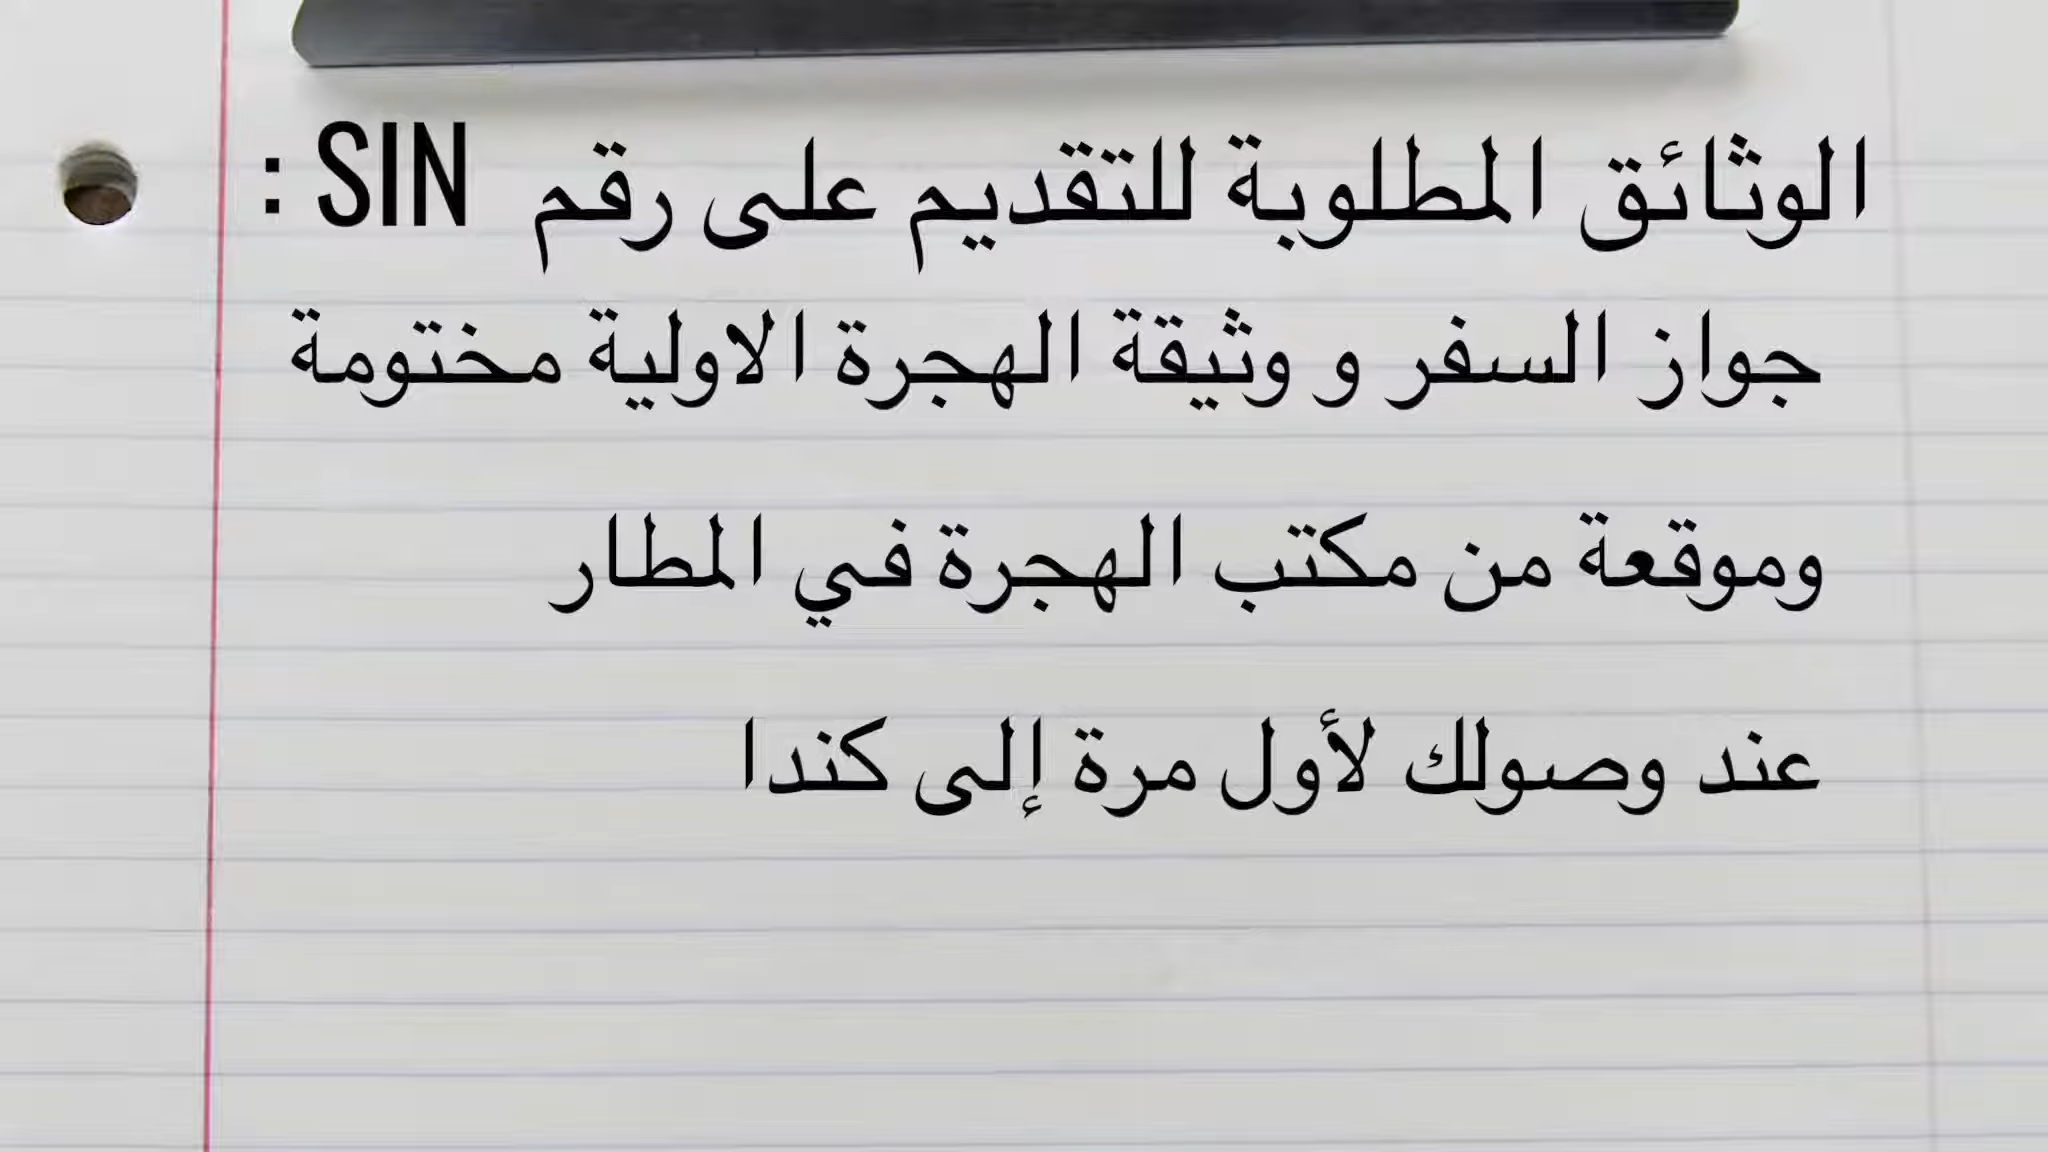 الوثائق المطلوبة للتقديم على رقم SIN :
جواز السفر و وثيقة الهجرة الاولية مختومة
وموقعة من مكتب الهجرة في المطار
عند وصولك لأول مرة إلى كندا